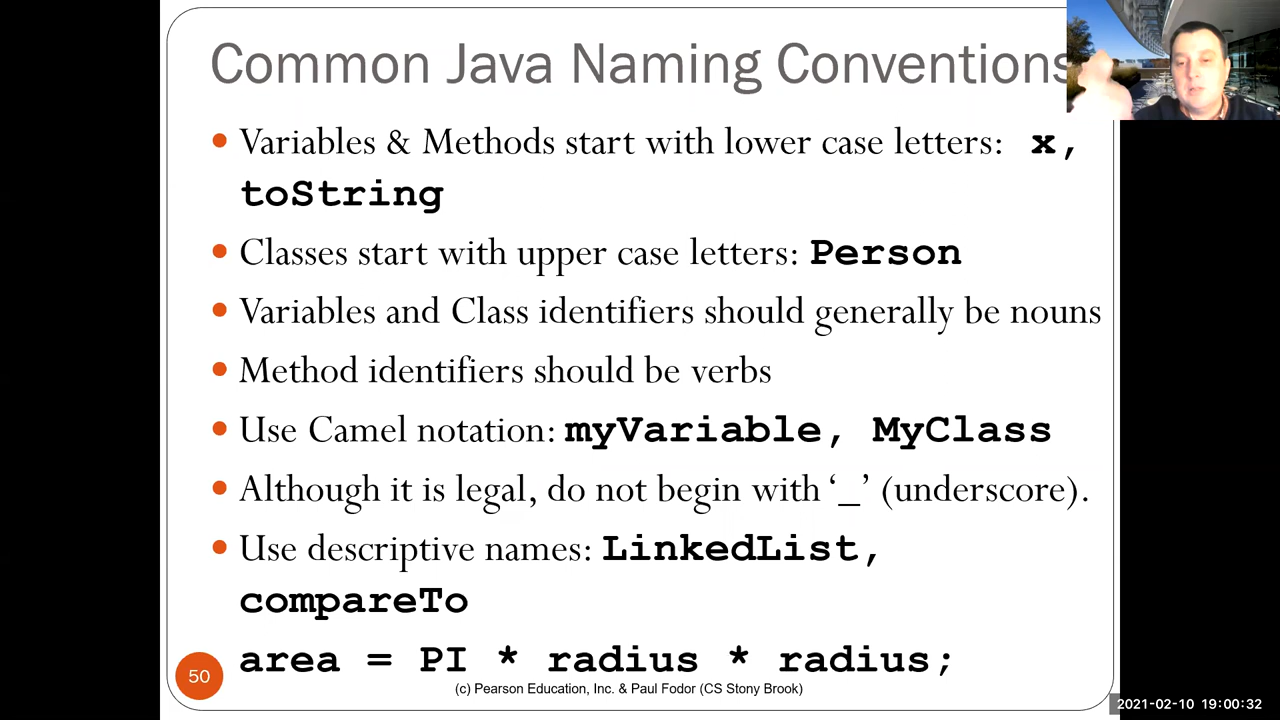 Common Java Naming Conventions
• Variables & Methods start with lower case letters: x,
toString
• Classes start with upper case letters: Person
• Variables and Class identifiers should generally be nouns
• Method identifiers should be verbs
• Use Camel notation: myVariable, MyClass
• Although it is legal, do not begin with ‘_’ (underscore).
• Use descriptive names: LinkedList,
compareTo
area = PI * radius * radius;
50
(c) Pearson Education, Inc. & Paul Fodor (CS Stony Brook)
2021-02-10 19:00:32